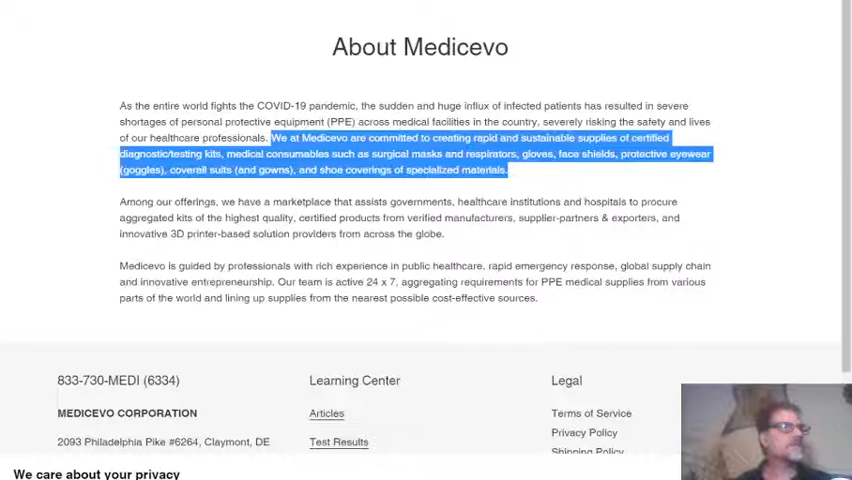 About Medicevo
As the entire world fights the COVID-19 pandemic, the sudden and huge influx of infected patients has resulted in severe
shortages of personal protective equipment (PPE) across medical facilities in the country, severely risking the safety and lives
of our healthcare professionals. We at Medicevo are committed to creating rapid and sustainable supplies of certified
diagnostic/testing kits, medical consumables such as surgical masks and respirators, gloves, face shields, protective eyewear
(goggles), coverall suits (and gowns), and shoe coverings of specialized materials.
Among our offerings, we have a marketplace that assists governments, healthcare institutions and hospitals to procure
aggregated kits of the highest quality, certified products from verified manufacturers, supplier-partners & exporters, and
innovative 3D printer-based solution providers from across the globe.
Medicevo is guided by professionals with rich experience in public healthcare, rapid emergency response, global supply chain
and innovative entrepreneurship. Our team is active 24 x 7, aggregating requirements for PPE medical supplies from various
parts of the world and lining up supplies from the nearest possible cost-effective sources.
833-730-MEDI (6334)
MEDICEVO CORPORATION
2093 Philadelphia Pike #6264, Claymont, DE
Learning Center
Articles
Test Results
Legal
Terms of Service
Privacy Policy
Shipping Policy
We care about your privacy